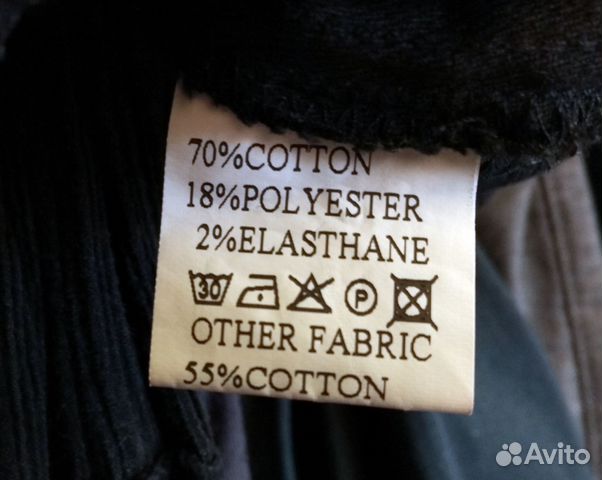 70%COTTON
18%POLYESTER
2%ELASTHANE
30 P
OTHER FABRIC
55%COTTON
Avito